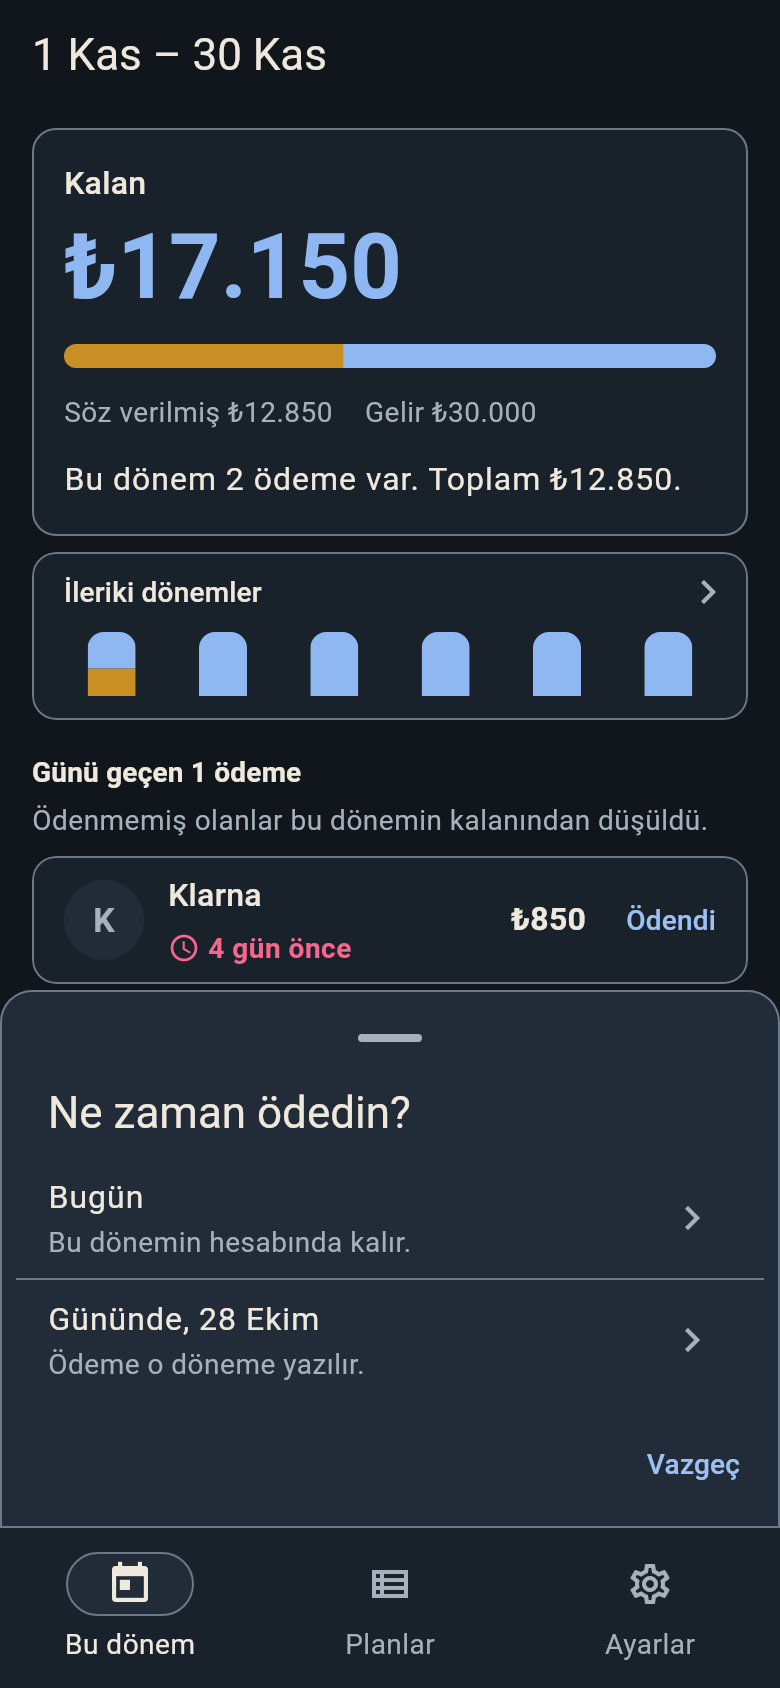 1 Kas – 30 Kas
Kalan
₺17.150
Söz verilmiş ₺12.850 Gelir ₺30.000
Bu dönem 2 ödeme var. Toplam ₺12.850.
İleriki dönemler
Günü geçen 1 ödeme
Ödenmemiş olanlar bu dönemin kalanından düşüldü.
K
Klarna
4 gün önce
₺850
Ödendi
Ne zaman ödedin?
Bugün
Bu dönemin hesabında kalır.
Gününde, 28 Ekim
Ödeme o döneme yazılır.
Vazgeç
Bu dönem
Planlar
Ayarlar